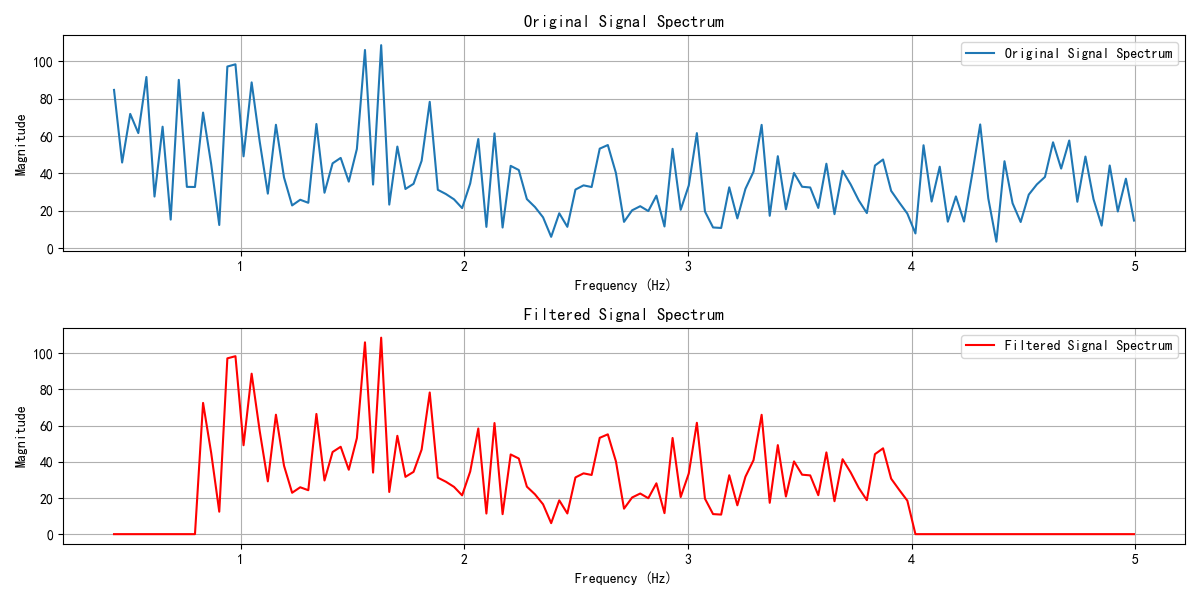 Original Signal Spectrum
Original Signal Spectrum
100
80
60
40
20
0
Magnitude
1 2 3 4 5
Frequency (Hz)
Filtered Signal Spectrum
Filtered Signal Spectrum
100
80
60
40
20
0
Magnitude
1 2 3 4 5
Frequency (Hz)